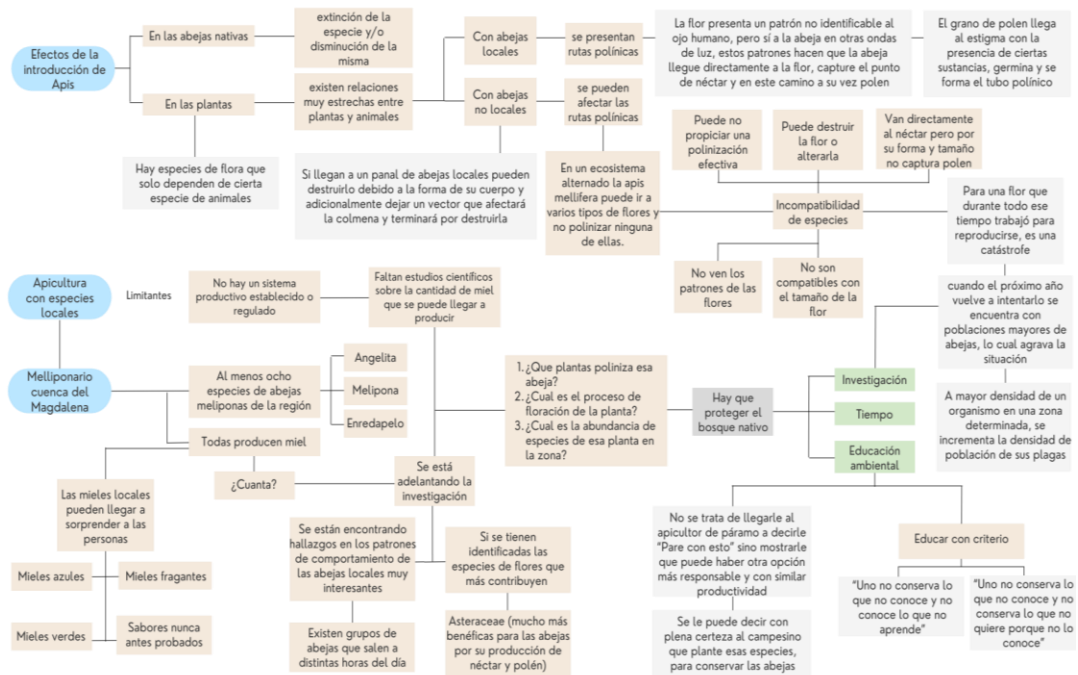 Efectos de la
introducción de
Apis
En las abejas nativas
extinción de la
especie y/o
disminución de la
misma
En las plantas
existen relaciones
muy estrechas entre
plantas y animales
Hay especies de flora que
solo dependen de cierta
especie de animales
Con abejas
locales
se presentan
rutas polínicas
La flor presenta un patrón no identificable al
ojo humano, pero sí a la abeja en otras ondas
de luz, estos patrones hacen que la abeja
llegue directamente a la flor, capture el punto
de néctar y en este camino a su vez polen
El grano de polen llega
al estigma con la
presencia de ciertas
sustancias, germina y se
forma el tubo polínico
Con abejas
no locales
se pueden
afectar las
rutas polínicas
Si llegan a un panal de abejas locales pueden
destruirlo debido a la forma de su cuerpo y
adicionalmente dejar un vector que afectará
la colmena y terminará por destruirla
En un ecosistema
alternado la apis
mellifera puede ir a
varios tipos de flores y
no polinizar ninguna
de ellas.
Puede no
propiciar una
polinización
efectiva
Puede destruir
la flor o
alterarla
Van directamente
al néctar pero por
su forma y tamaño
no captura polen
Incompatibilidad
de especies
No ven los
patrones de las
flores
No son
compatibles con
el tamaño de la
flor
Para una flor que
durante todo ese
tiempo trabajó para
reproducirse, es una
catástrofe
cuando el próximo año
vuelve a intentarlo se
encuentra con
poblaciones mayores de
abejas, lo cual agrava la
situación
A mayor densidad de un
organismo en una zona
determinada, se
incrementa la densidad de
población de sus plagas
Apicultura
con especies
locales
Limitantes
No hay un sistema
productivo establecido o
regulado
Faltan estudios científicos
sobre la cantidad de miel
que se puede llegar a
producir
Melliponario
cuenca del
Magdalena
Al menos ocho
especies de abejas
meliponas de la región
Angelita
Melipona
Enredapelo
Todas producen miel
¿Cuanta?
Se está
adelantando la
investigación
Las mieles locales
pueden llegar a
sorprender a las
personas
Mieles azules
Mieles fragantes
Mieles verdes
Sabores nunca
antes probados
Se están encontrando
hallazgos en los patrones
de comportamiento de
las abejas locales muy
interesantes
Existen grupos de
abejas que salen a
distintas horas del día
Si se tienen
identificadas las
especies de flores que
más contribuyen
Asteraceae (mucho más
benéficas para las abejas
por su producción de
néctar y polén)
1. ¿Que plantas poliniza esa
abeja?
2. ¿Cual es el proceso de
floración de la planta?
3. ¿Cual es la abundancia de
especies de esa planta en
la zona?
Hay que
proteger el
bosque nativo
Investigación
Tiempo
Educación
ambiental
No se trata de llegarle al
apicultor de páramo a decirle
"Pare con esto" sino mostrarle
que puede haber otra opción
más responsable y con similar
productividad
Se le puede decir con
plena certeza al campesino
que plante esas especies,
para conservar las abejas
Educar con criterio
"Uno no conserva lo
que no conoce y no
conoce lo que no
aprende"
"Uno no conserva lo
que no conoce y no
conserva lo que no
quiere porque no lo
conoce"